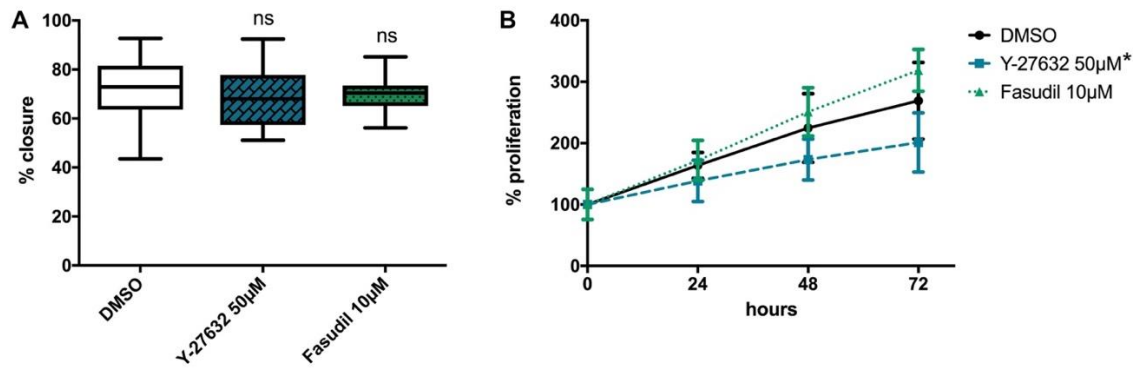 A
% closure
100
80
60
40
20
0
ns
ns
DMSO
Y-27632 50µM
Fasudil 10µM
B
% proliferation
400
300
200
100
0
0
24
48
72
hours
DMSO
Y-27632 50µM*
Fasudil 10µM